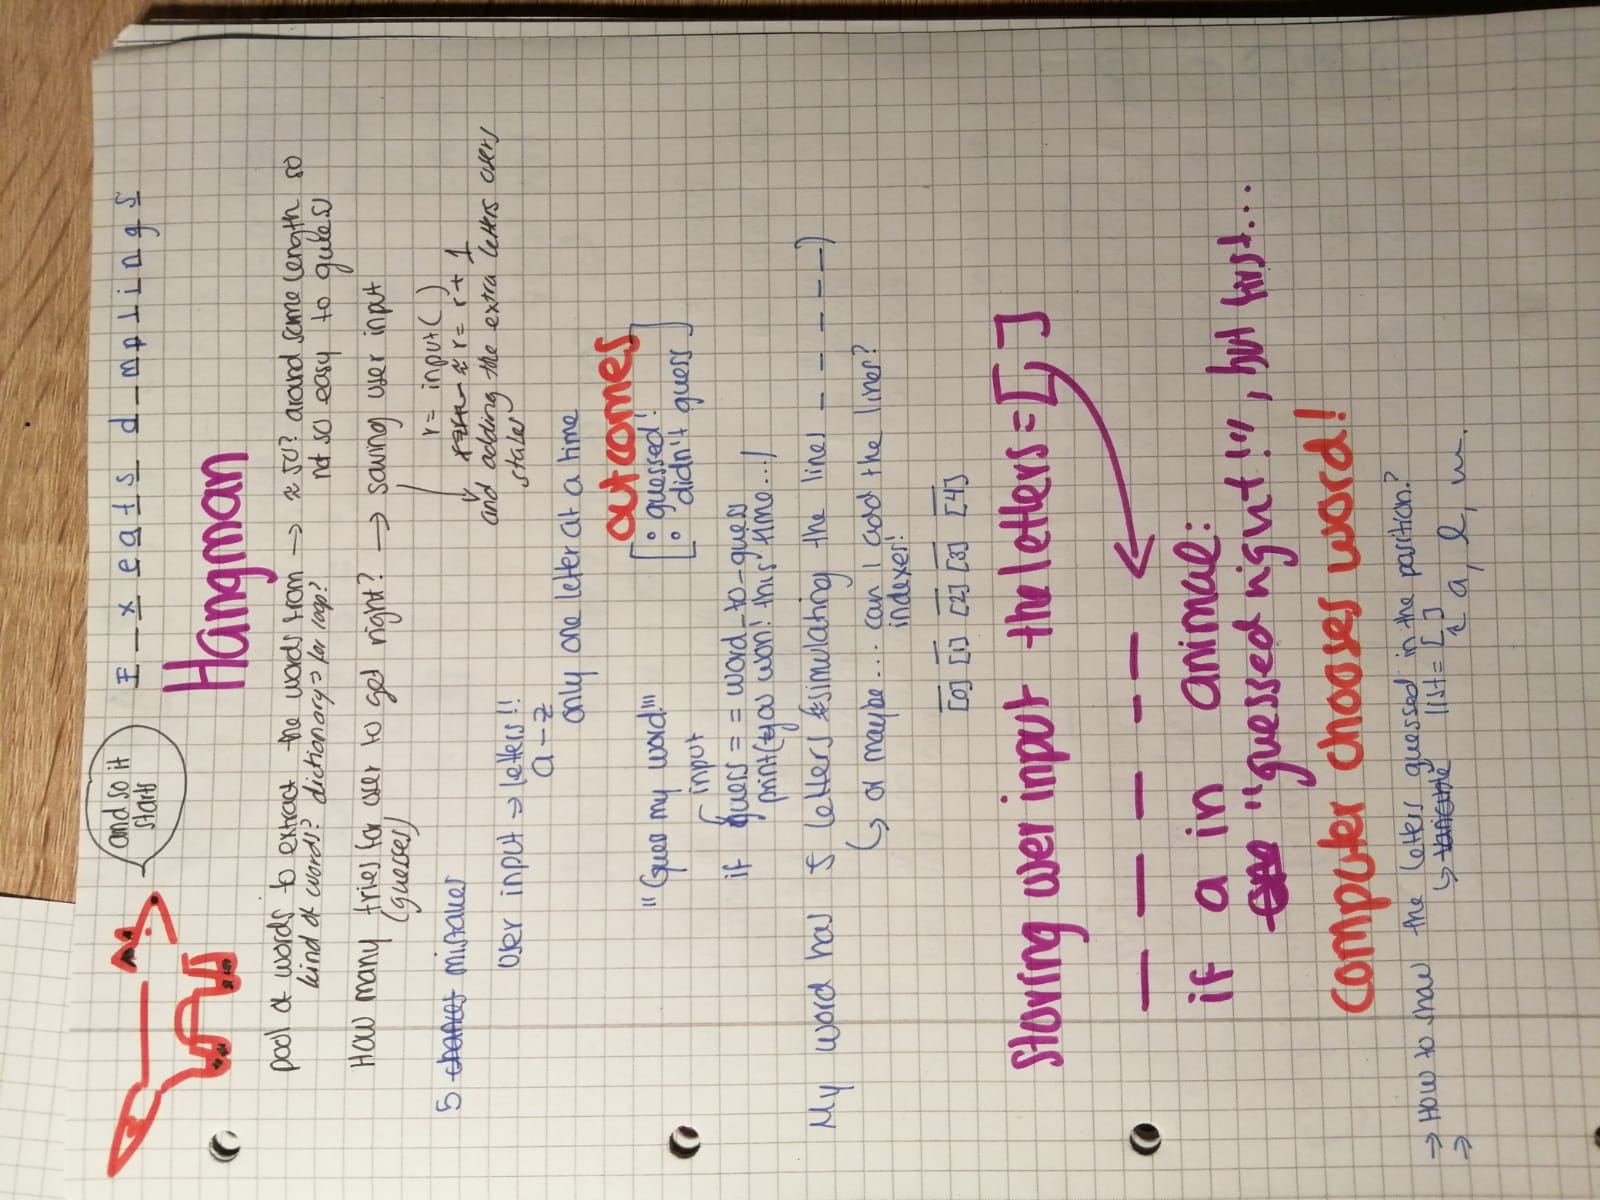 F _ x e a t s d _ m p l i n g s
and so it
starts
Hangman
pool of words to extract the words from → ≈ 50? around same length so
not so easy to guess)
kind of words? dictionary? for loop?
How many tries for user to get right? → saving user input
(guesses)
r = input( )
r = r + 1
and adding the extra letters users
states
5 mistakes
user input → letters!!
a – z
only one letter at a time
outcomes
: guessed!
: didn't guess
"Guess my word!"
input
if guess = word_to_guess
print(you won! this time...)
My word has 5 letters *simulating the lines _ _ _ _ _)
↳ or maybe... can I add the lines?
indexes!
[0] [1] [2] [3] [4]
storing user input the letters = [ ]
if a in animal:
"guessed right!", but first...
computer chooses word!
→ How to show the letters guessed in the position?
↳ variable list = [ ]
a, l, m.
→